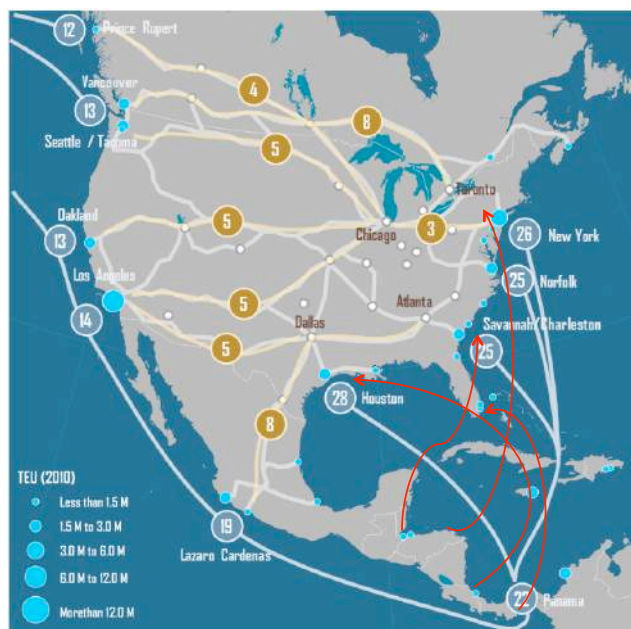 12
Prince Rupert
13
Vancouver
Seattle / Tacoma
4
8
5
Toronto
13
Oakland
5
Chicago
3
26
New York
14
Los Angeles
5
25
Norfolk
5
Dallas
Atlanta
Savannah/Charleston
25
28
Houston
8
TEU (2010)
Less than 1.5 M
1.5 M to 3.0 M
3.0 M to 6.0 M
6.0 M to 12.0 M
Morethan 12.0 M
19
Lazaro Cardenas
22
Panama